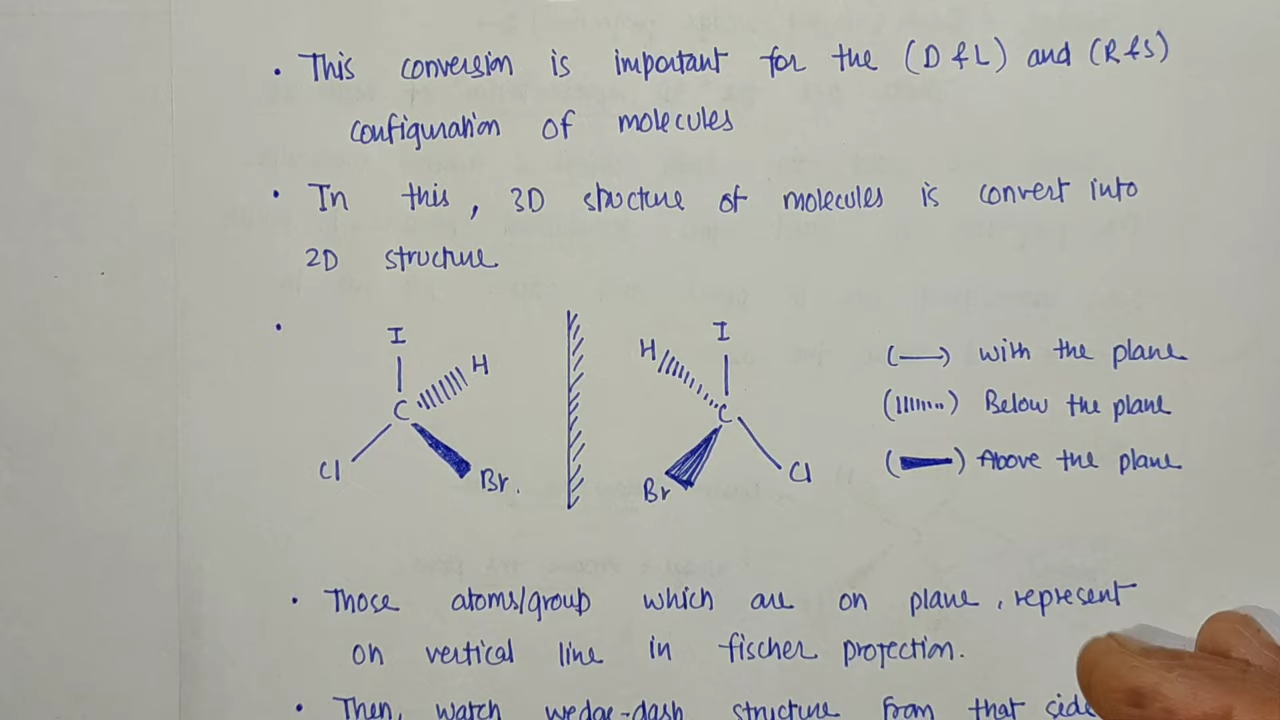 • This conversion is important for the (D & L) and (R & S)
configuration of molecules
• In this, 3D structure of molecules is convert into
2D structure
•
I
H
C
Cl
Br.
I
H
C
Br
Cl
(—) with the plane
(ııııııı) Below the plane
(▬) Above the plane
• Those atoms/group which are on plane, represent
on vertical line in fischer projection.
• Then, watch wedge-dash structure from that side